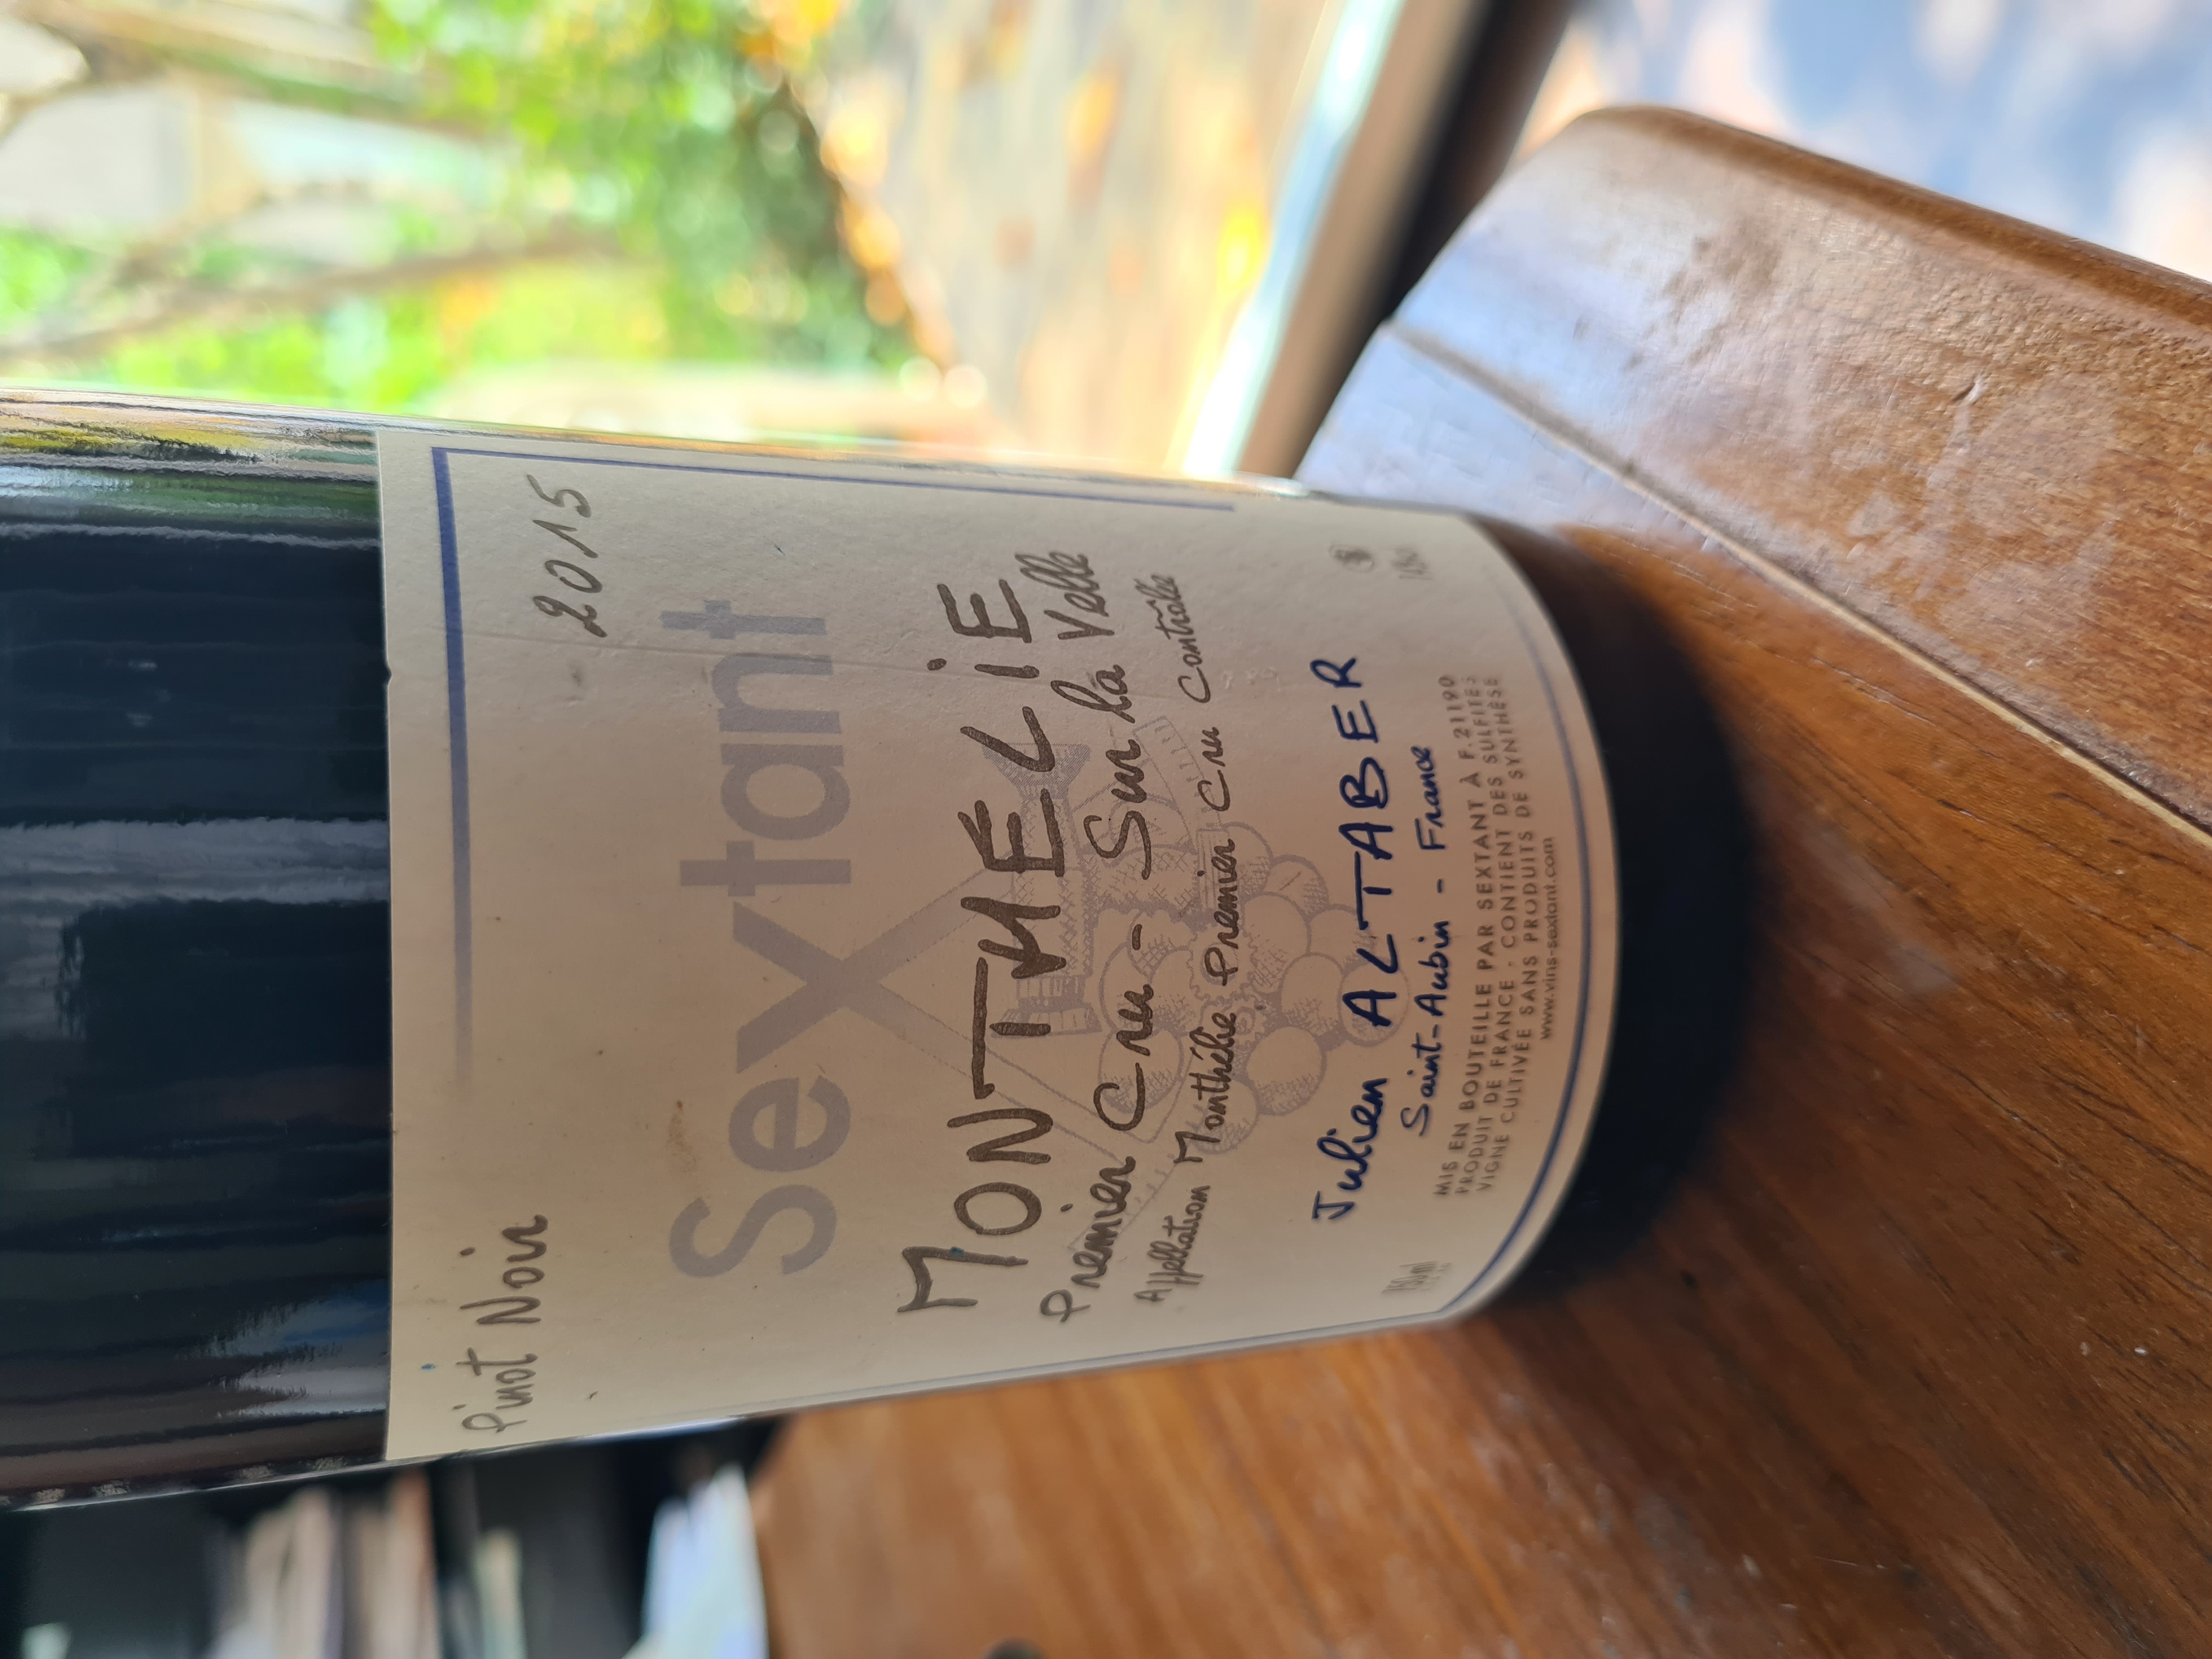 Pinot Noir
2015
Sextant
MONTHELIE
Premier Cru - Sur la Velle
Appellation Monthélie Premier Cru Contrôlée
Julien ALTABER
Saint-Aubin - France
MIS EN BOUTEILLE PAR SEXTANT À F.21190
PRODUIT DE FRANCE - CONTIENT DES SULFITES
VIGNE CULTIVÉE SANS PRODUITS DE SYNTHÈSE
www.vins-sextant.com
750ml